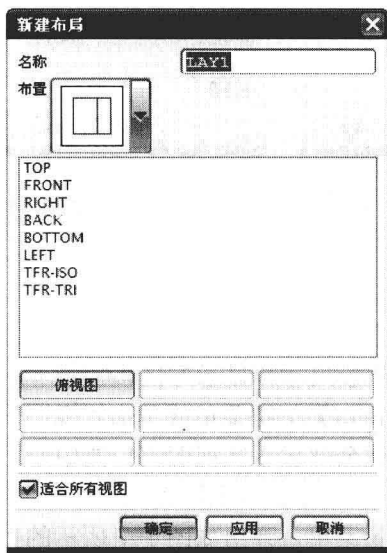 新建布局
名称 LAY1
布置
TOP
FRONT
RIGHT
BACK
BOTTOM
LEFT
TFR-ISO
TFR-TRI
俯视图
适合所有视图
确定 应用 取消